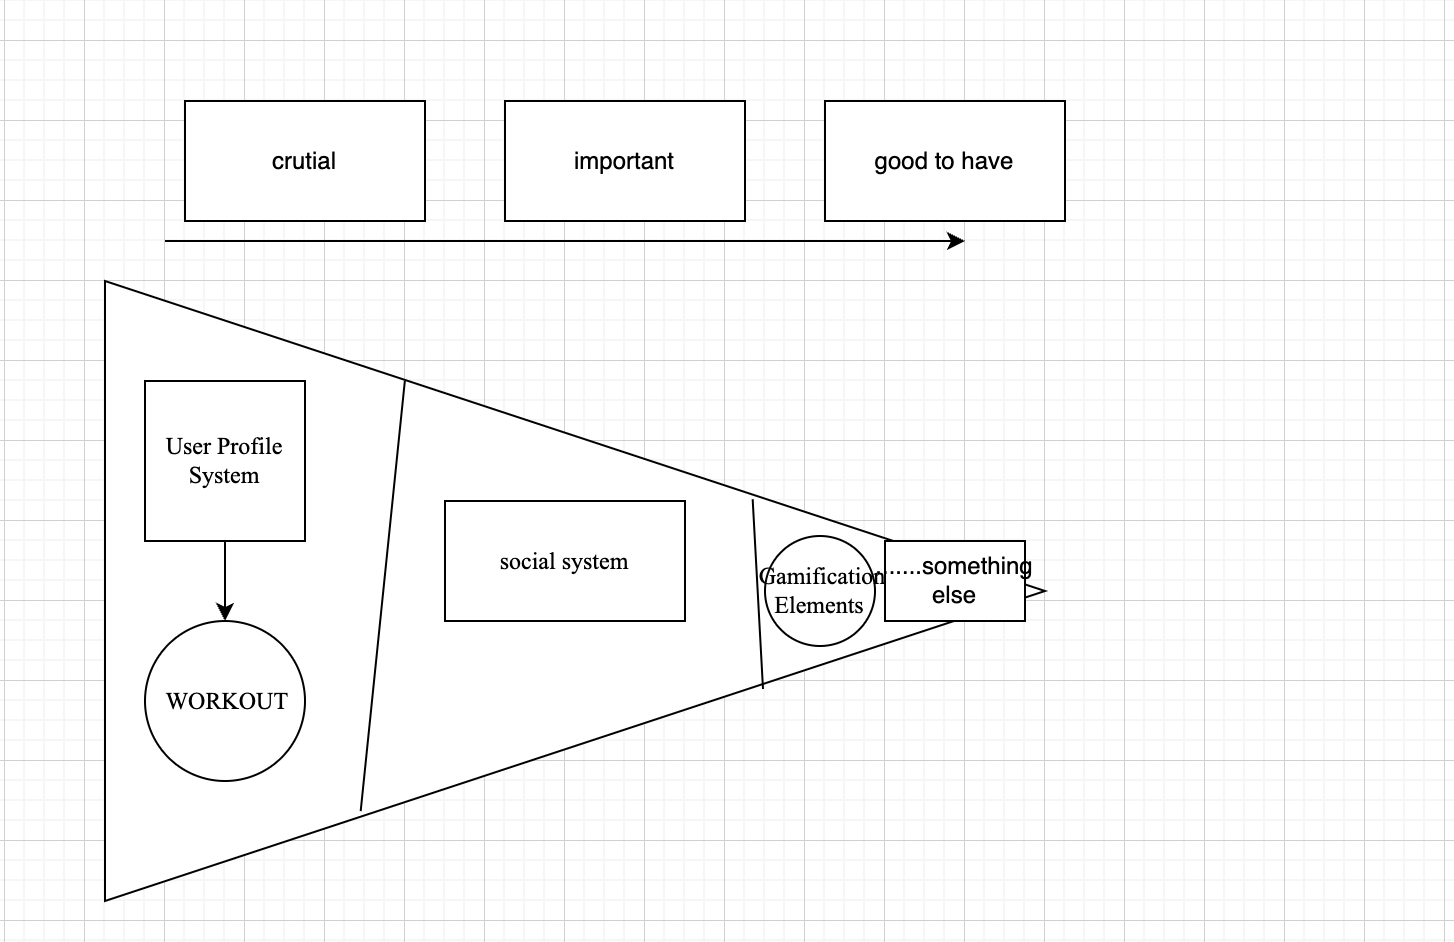 crutial
important
good to have
User Profile
System
WORKOUT
social system
Gamification
Elements
........something
else